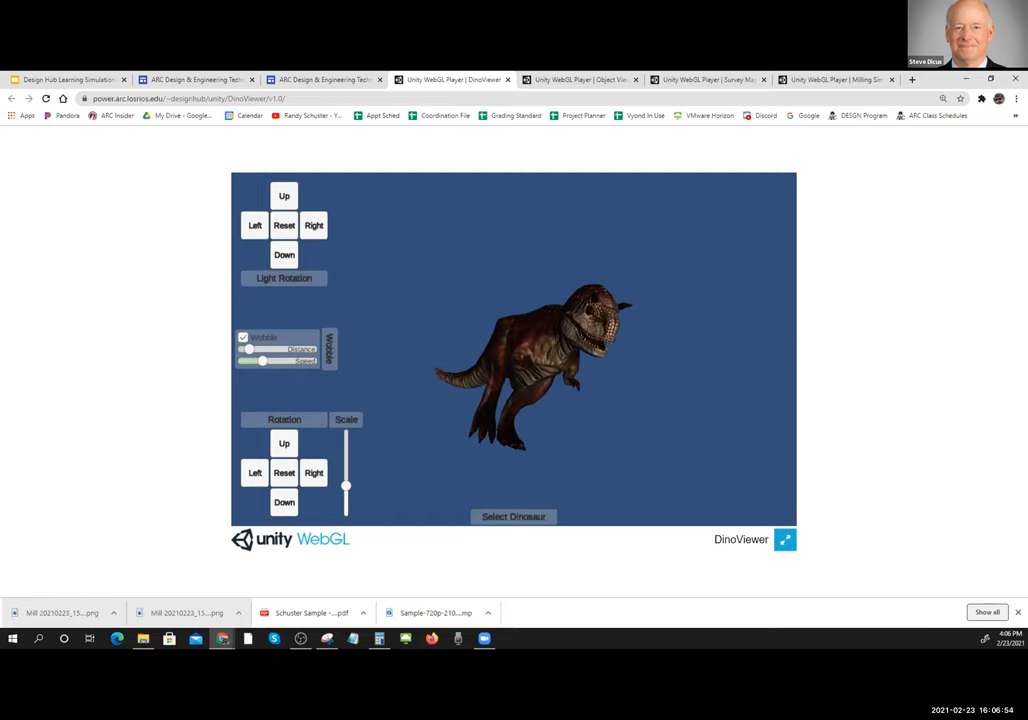 Steve Dicus
Design Hub Learning Simulation
ARC Design & Engineering Techn
ARC Design & Engineering Techn
Unity WebGL Player | DinoViewer
Unity WebGL Player | Object View
Unity WebGL Player | Survey Map
Unity WebGL Player | Milling Sim
power.arc.losrios.edu/~designhub/unity/DinoViewer/v1.0/
Apps
Pandora
ARC Insider
My Drive - Google...
Calendar
Randy Schuster - Y...
Appt Sched
Coordination File
Grading Standard
Project Planner
Vyond In Use
VMware Horizon
Discord
Google
DESGN Program
ARC Class Schedules
Up
Left Reset Right
Down
Light Rotation
Wobble
Distance
Speed
Wobble
Rotation Scale
Up
Left Reset Right
Down
Select Dinosaur
unity WebGL
DinoViewer
Mill 20210223_15....png
Mill 20210223_15....png
Schuster Sample -....pdf
Sample-720p-210....mp
Show all
4:06 PM
2/23/2021
2021-02-23 16:06:54